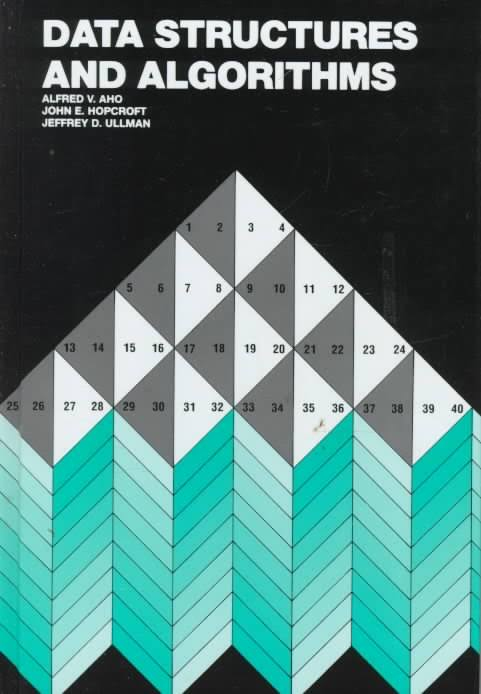 DATA STRUCTURES
AND ALGORITHMS
ALFRED V. AHO
JOHN E. HOPCROFT
JEFFREY D. ULLMAN
1 2 3 4
5 6 7 8 9 10 11 12
13 14 15 16 17 18 19 20 21 22 23 24
25 26 27 28 29 30 31 32 33 34 35 36 37 38 39 40